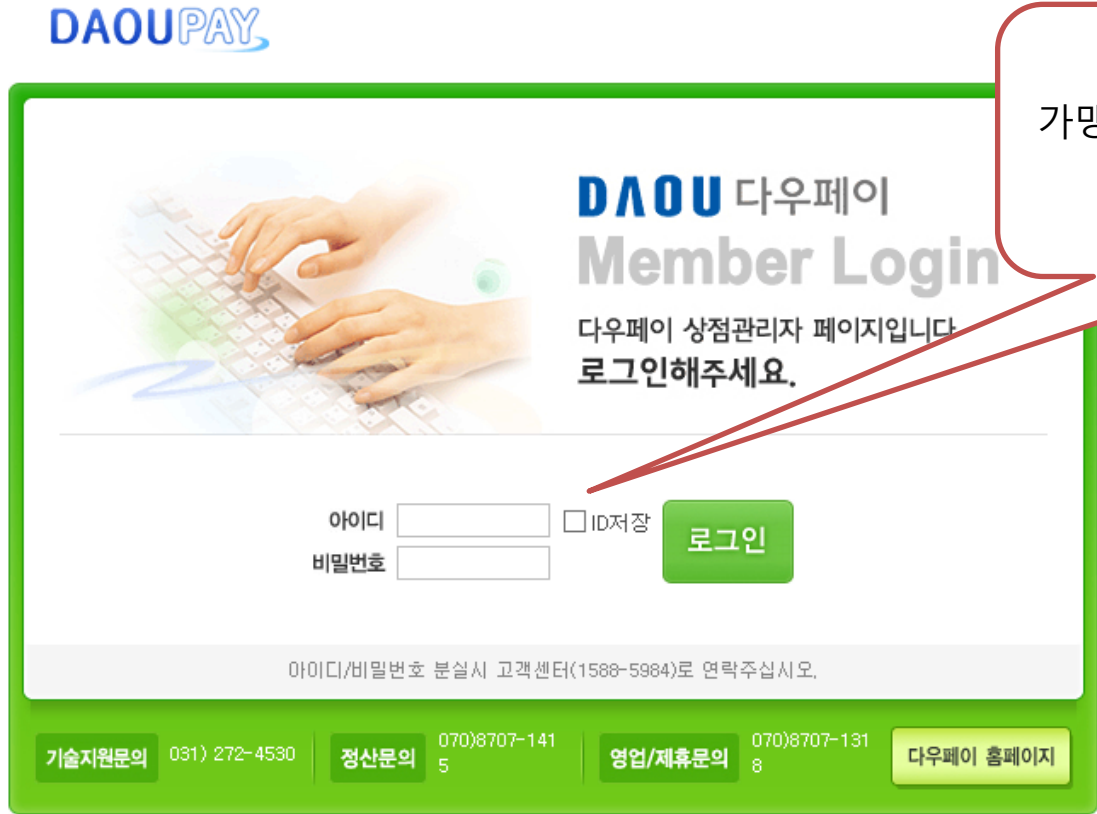 DAOUPAY
가맹
DAOU 다우페이
Member Login
다우페이 상점관리자 페이지입니다
로그인해주세요.
아이디
ID저장
로그인
비밀번호
아이디/비밀번호 분실시 고객센터(1588-5984)로 연락주십시오.
기술지원문의 031) 272-4530
정산문의 070)8707-141
5
영업/제휴문의 070)8707-131
8
다우페이 홈페이지